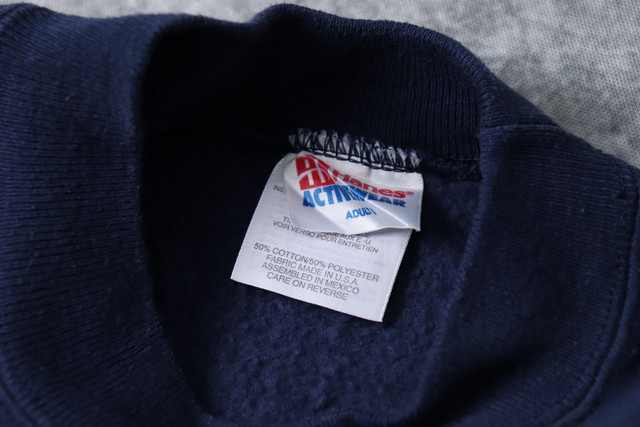 Hanes
ACTIVEWEAR
ADULT
VOIR VERSO POUR ENTRETIEN
50% COTTON/50% POLYESTER
FABRIC MADE IN U.S.A.
ASSEMBLED IN MEXICO
CARE ON REVERSE